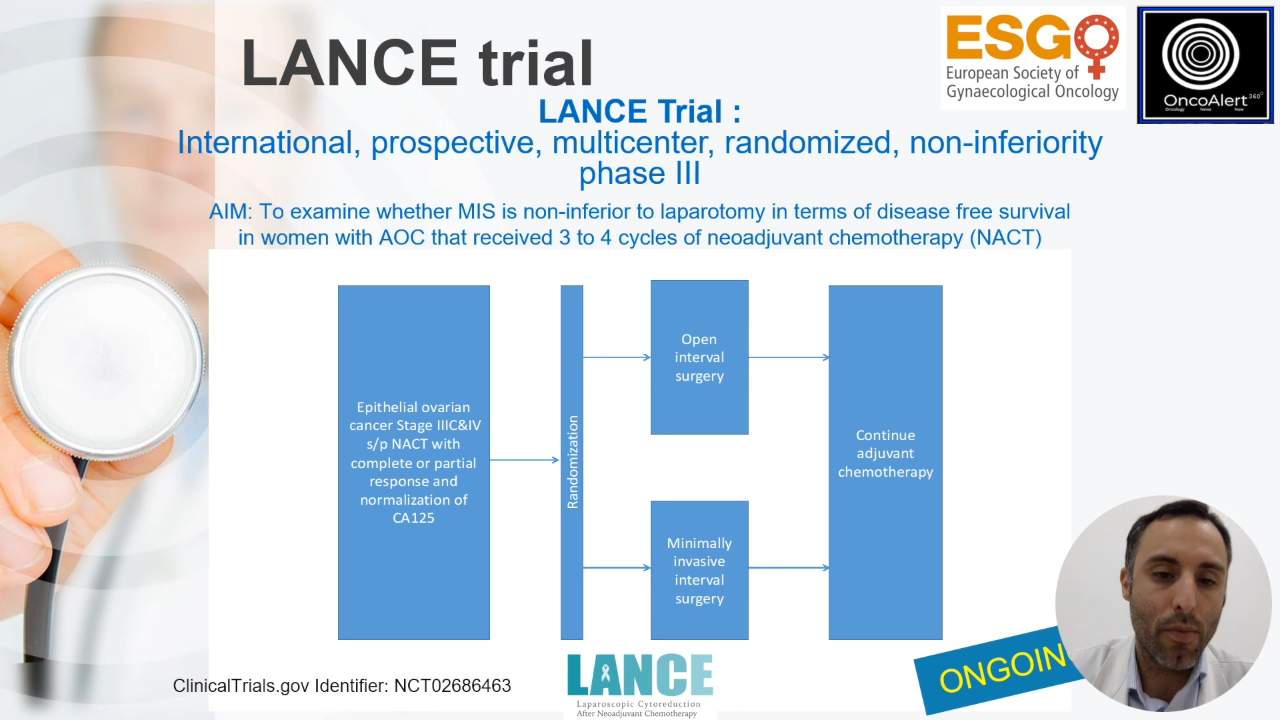 LANCE trial
ESGO
European Society of
Gynaecological Oncology
OncoAlert 360°
LANCE Trial :
International, prospective, multicenter, randomized, non-inferiority
phase III
AIM: To examine whether MIS is non-inferior to laparotomy in terms of disease free survival
in women with AOC that received 3 to 4 cycles of neoadjuvant chemotherapy (NACT)
Epithelial ovarian
cancer Stage IIIC&IV
s/p NACT with
complete or partial
response and
normalization of
CA125
Randomization
Open
interval
surgery
Minimally
invasive
interval
surgery
Continue
adjuvant
chemotherapy
ClinicalTrials.gov Identifier: NCT02686463
LANCE
Laparoscopic Cytoreduction
After Neoadjuvant Chemotherapy
ONGOIN